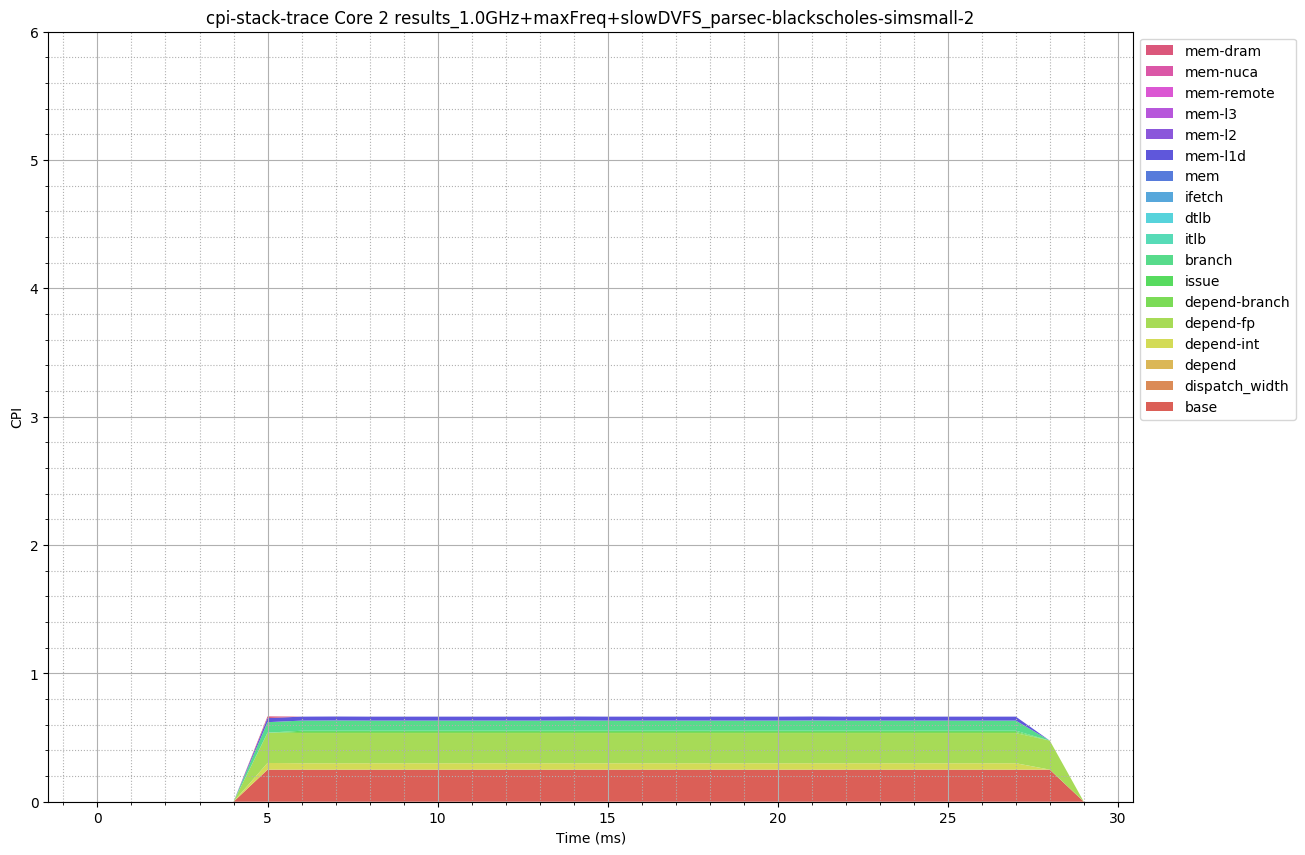 cpi-stack-trace Core 2 results_1.0GHz+maxFreq+slowDVFS_parsec-blackscholes-simsmall-2
6
5
4
3
2
1
0
CPI
0
5
10
15
20
25
30
Time (ms)
mem-dram
mem-nuca
mem-remote
mem-l3
mem-l2
mem-l1d
mem
ifetch
dtlb
itlb
branch
issue
depend-branch
depend-fp
depend-int
depend
dispatch_width
base